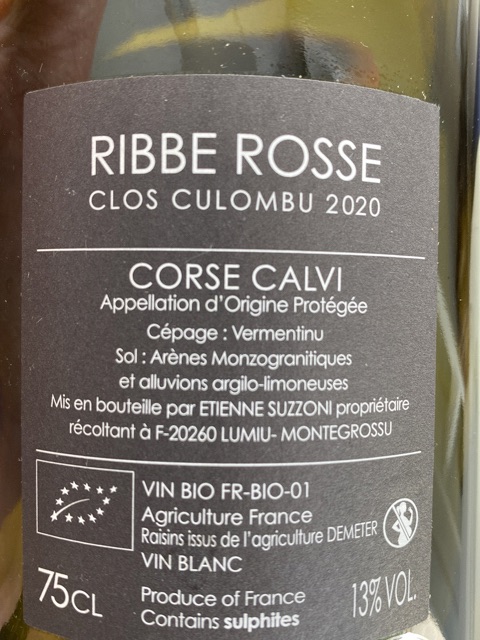 RIBBE ROSSE
CLOS CULOMBU 2020
CORSE CALVI
Appellation d'Origine Protégée
Cépage : Vermentinu
Sol : Arènes Monzogranitiques
et alluvions argilo-limoneuses
Mis en bouteille par ETIENNE SUZZONI propriétaire
récoltant à F-20260 LUMIU- MONTEGROSSU
VIN BIO FR-BIO-01
Agriculture France
Raisins issus de l'agriculture DEMETER
VIN BLANC
75CL
Produce of France
Contains sulphites
13% VOL.